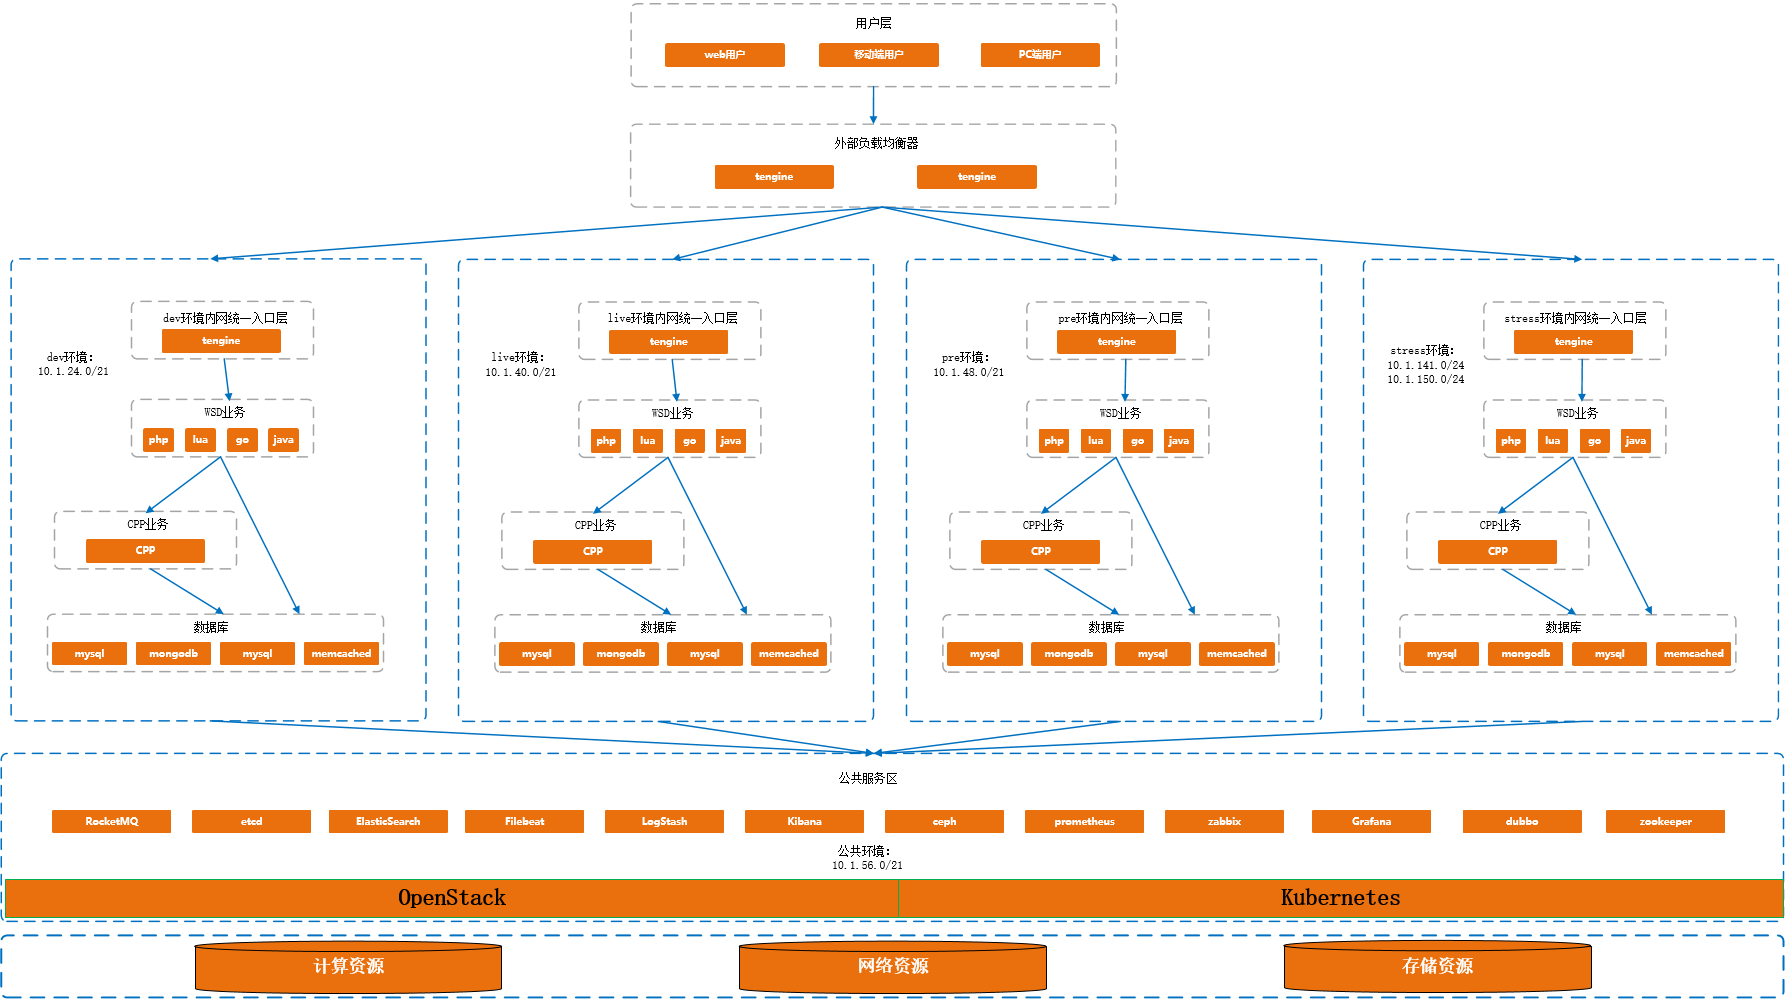 用户层
web用户
移动端用户
PC端用户
外部负载均衡器
tengine
tengine
dev环境内网统一入口层
tengine
dev环境：
10.1.24.0/21
WSD业务
php
lua
go
java
CPP业务
CPP
数据库
mysql
mongodb
mysql
memcached
live环境内网统一入口层
tengine
live环境：
10.1.40.0/21
WSD业务
php
lua
go
java
CPP业务
CPP
数据库
mysql
mongodb
mysql
memcached
pre环境内网统一入口层
tengine
pre环境：
10.1.48.0/21
WSD业务
php
lua
go
java
CPP业务
CPP
数据库
mysql
mongodb
mysql
memcached
stress环境内网统一入口层
tengine
stress环境：
10.1.141.0/24
10.1.150.0/24
WSD业务
php
lua
go
java
CPP业务
CPP
数据库
mysql
mongodb
mysql
memcached
公共服务区
RocketMQ
etcd
ElasticSearch
Filebeat
LogStash
Kibana
ceph
prometheus
zabbix
Grafana
dubbo
zookeeper
公共环境：
10.1.56.0/21
OpenStack
Kubernetes
计算资源
网络资源
存储资源